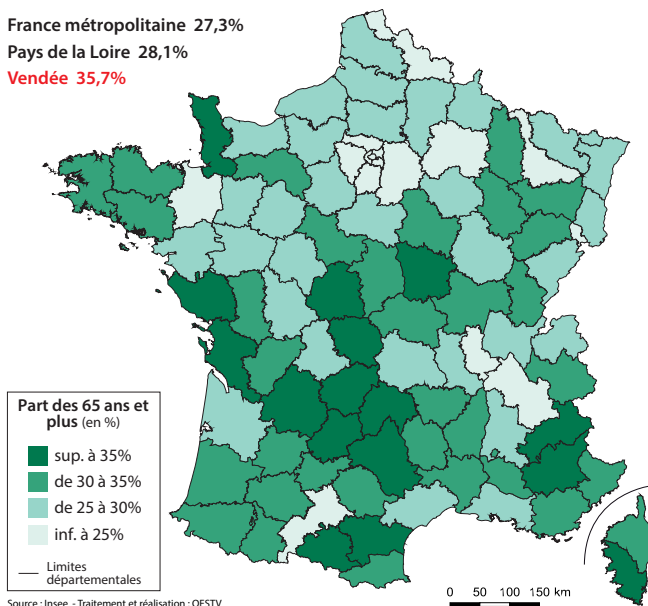 France métropolitaine 27,3%
Pays de la Loire 28,1%
Vendée 35,7%
Part des 65 ans et
plus (en %)
sup. à 35%
de 30 à 35%
de 25 à 30%
inf. à 25%
Limites
départementales
0 50 100 150 km
Source : Insee - Traitement et réalisation : OESTV